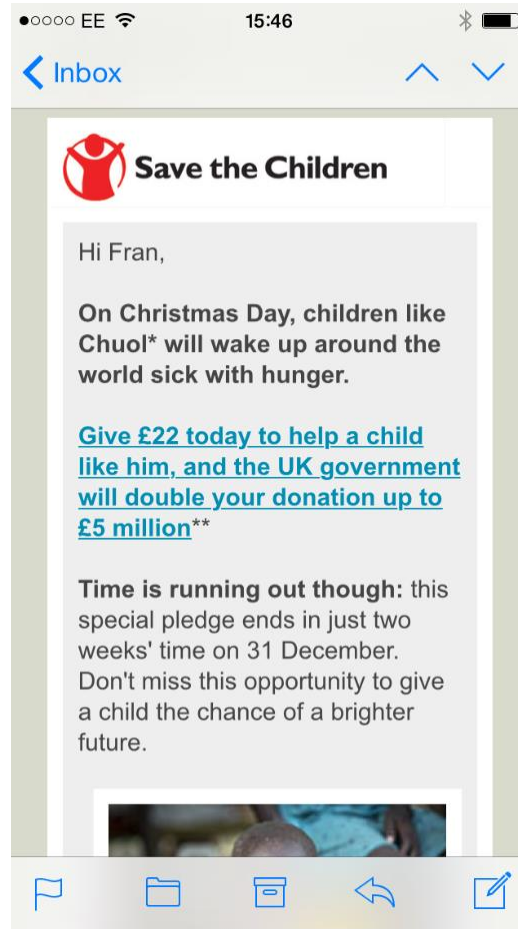 EE 15:46
Inbox
Save the Children
Hi Fran,
On Christmas Day, children like
Chuol* will wake up around the
world sick with hunger.
Give £22 today to help a child
like him, and the UK government
will double your donation up to
£5 million**
Time is running out though: this
special pledge ends in just two
weeks' time on 31 December.
Don't miss this opportunity to give
a child the chance of a brighter
future.